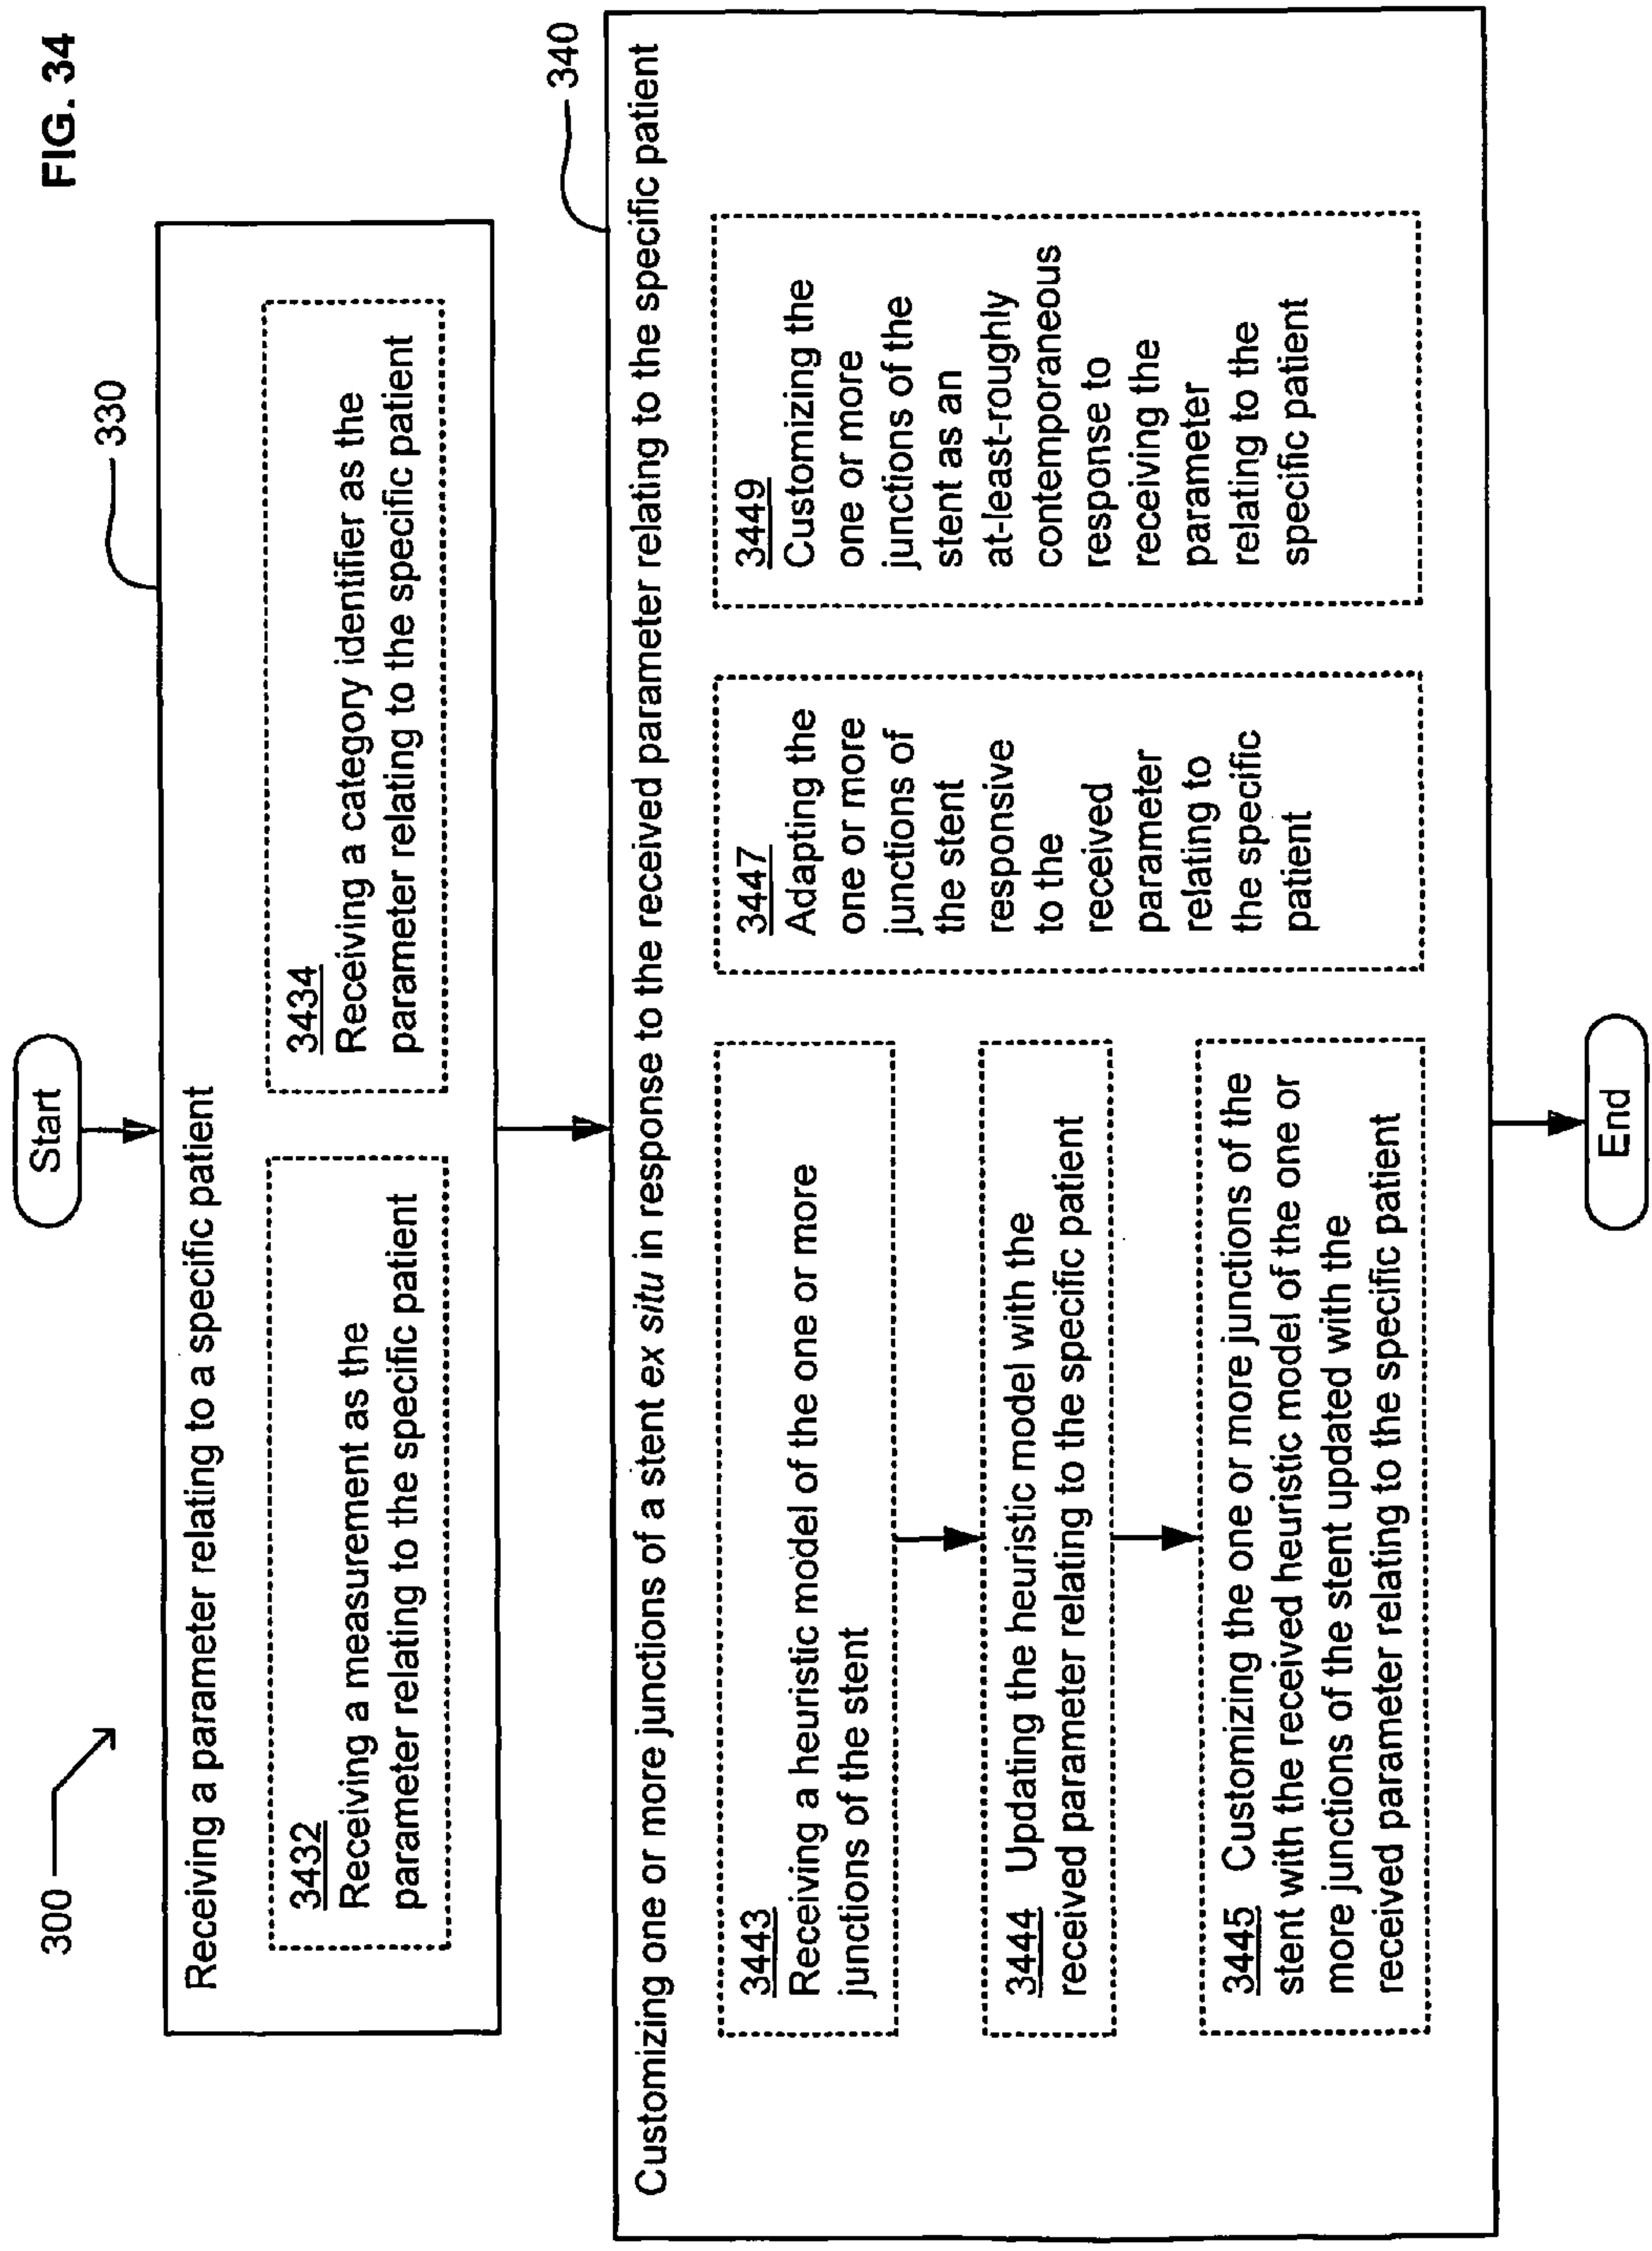 FIG. 34
300
Start
330
Receiving a parameter relating to a specific patient
3432
Receiving a measurement as the
parameter relating to the specific patient
3434
Receiving a category identifier as the
parameter relating to the specific patient
340
Customizing one or more junctions of a stent ex situ in response to the received parameter relating to the specific patient
3443
Receiving a heuristic model of the one or more
junctions of the stent
3444 Updating the heuristic model with the
received parameter relating to the specific patient
3445 Customizing the one or more junctions of the
stent with the received heuristic model of the one or
more junctions of the stent updated with the
received parameter relating to the specific patient
3447
Adapting the
one or more
junctions of
the stent
responsive
to the
received
parameter
relating to
the specific
patient
3449
Customizing the
one or more
junctions of the
stent as an
at-least-roughly
contemporaneous
response to
receiving the
parameter
relating to the
specific patient
End